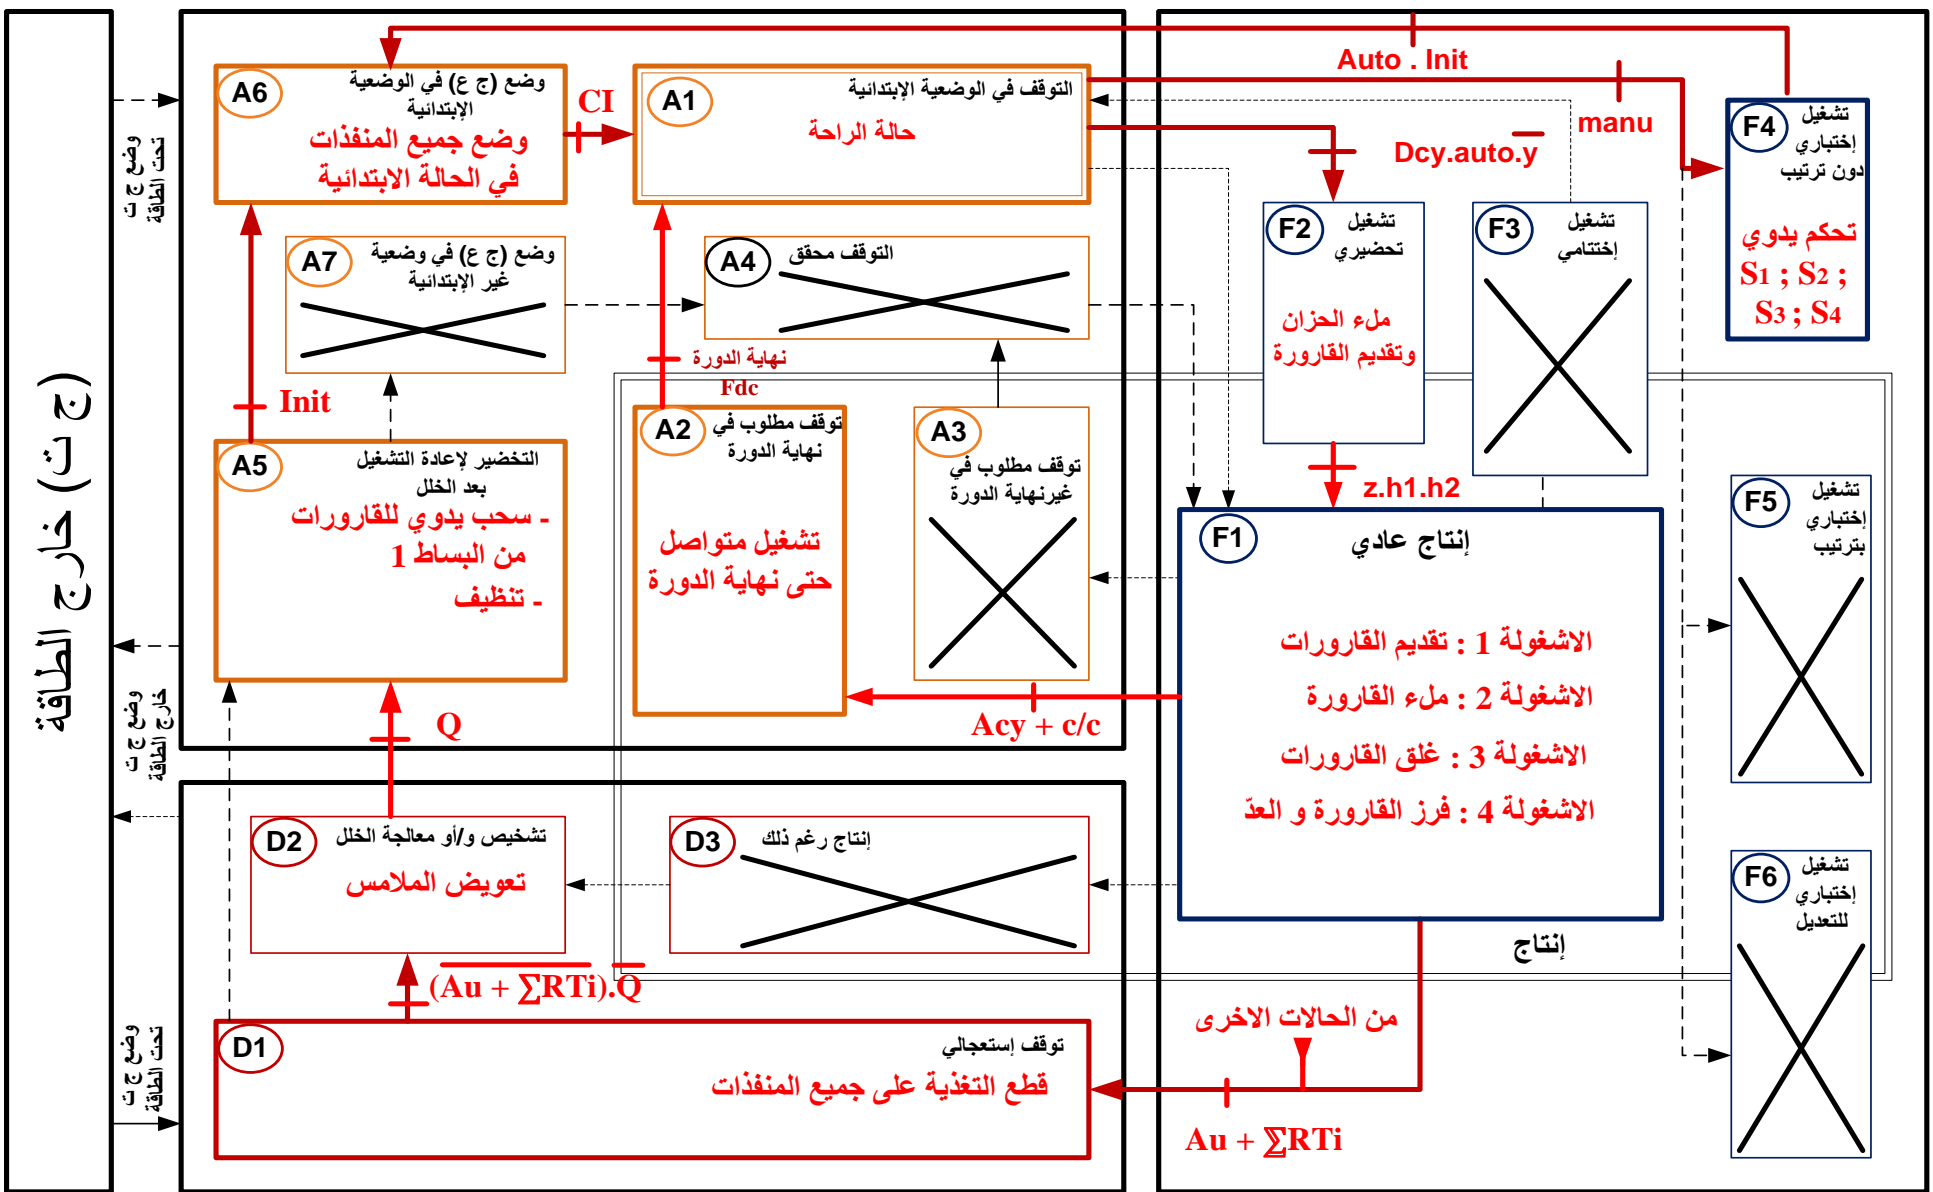 ج ت) خارج الطاقة)
وضع ج ت
تحت الطاقة
وضع ج ت
خارج الطاقة
وضع ج ت
تحت الطاقة
A6
وضع (ج ع) في الوضعية
الإبتدائية
وضع جميع المنفذات
في الحالة الابتدائية
CI
A1
التوقف في الوضعية الإبتدائية
حالة الراحة
Auto . Init
manu
Dcy.auto.y̅
F4
تشغيل
إختباري
دون ترتيب
تحكم يدوي
S1 ; S2 ;
S3 ; S4
A7
وضع (ج ع) في وضعية
غير الإبتدائية
A4
التوقف محقق
F2
تشغيل
تحضيري
ملء الحزان
وتقديم القارورة
F3
تشغيل
إختتامي
نهاية الدورة
Fdc
Init
A5
التخضير لإعادة التشغيل
بعد الخلل
- سحب يدوي للقارورات
من البساط 1
- تنظيف
A2
توقف مطلوب في
نهاية الدورة
تشغيل متواصل
حتى نهاية الدورة
A3
توقف مطلوب في
غيرنهاية الدورة
z.h1.h2
F1
إنتاج عادي
الاشغولة 1 : تقديم القارورات
الاشغولة 2 : ملء القارورة
الاشغولة 3 : غلق القارورات
الاشغولة 4 : فرز القارورة و العدّ
F5
تشغيل
إختباري
بترتيب
Q
Acy + c/c
D2
تشخيص و/أو معالجة الخلل
تعويض الملامس
D3
إنتاج رغم ذلك
F6
تشغيل
إختباري
للتعديل
إنتاج
(Au + ∑RTi).Q
من الحالات الاخرى
D1
توقف إستعجالي
قطع التغذية على جميع المنفذات
Au + ∑RTi